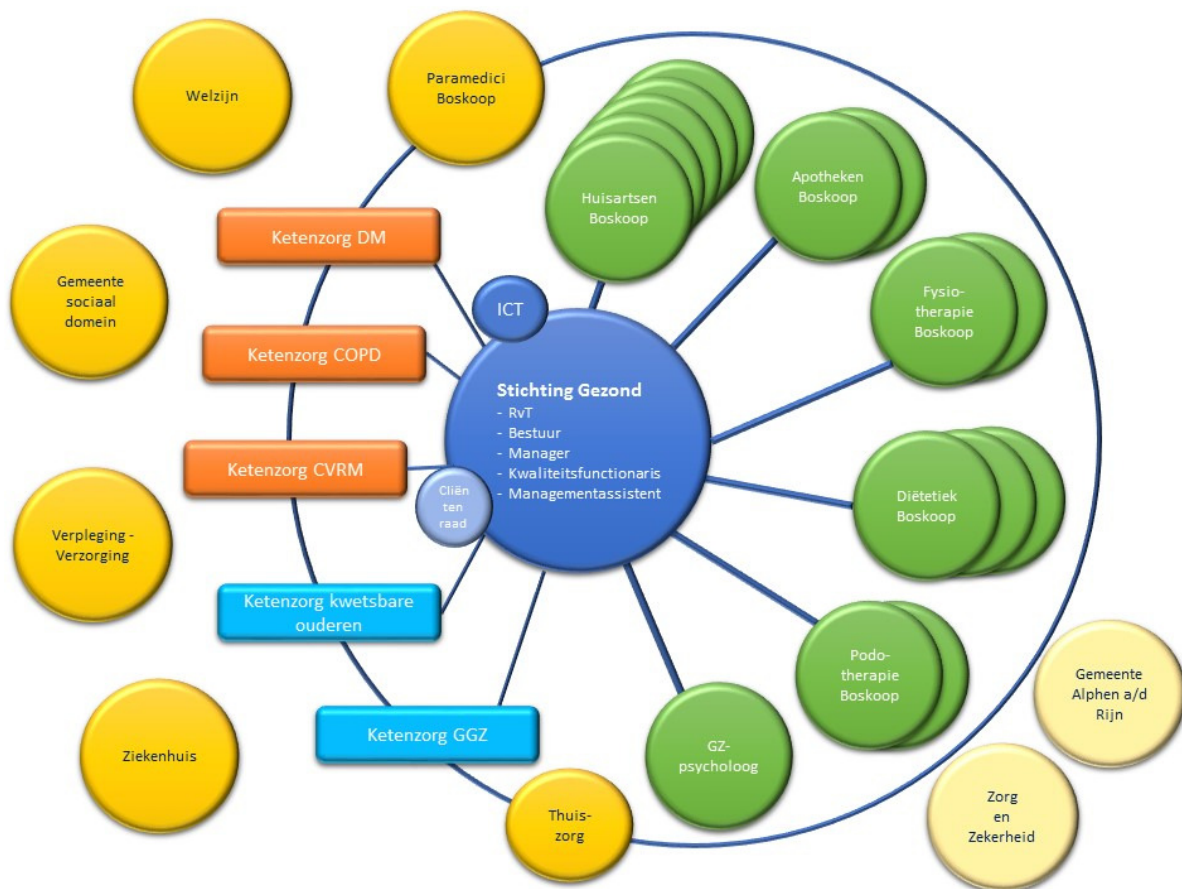 Welzijn
Paramedici
Boskoop
Huisartsen
Boskoop
Apotheken
Boskoop
Ketenzorg DM
Gemeente
sociaal
domein
ICT
Fysio-
therapie
Boskoop
Ketenzorg COPD
Stichting Gezond
- RvT
- Bestuur
- Manager
- Kwaliteitsfunctionaris
- Managementassistent
Ketenzorg CVRM
Cliën
ten
raad
Diëtetiek
Boskoop
Verpleging -
Verzorging
Ketenzorg kwetsbare
ouderen
Podo-
therapie
Boskoop
Gemeente
Alphen a/d
Rijn
Ketenzorg GGZ
GZ-
psycholoog
Ziekenhuis
Thuis-
zorg
Zorg
en
Zekerheid